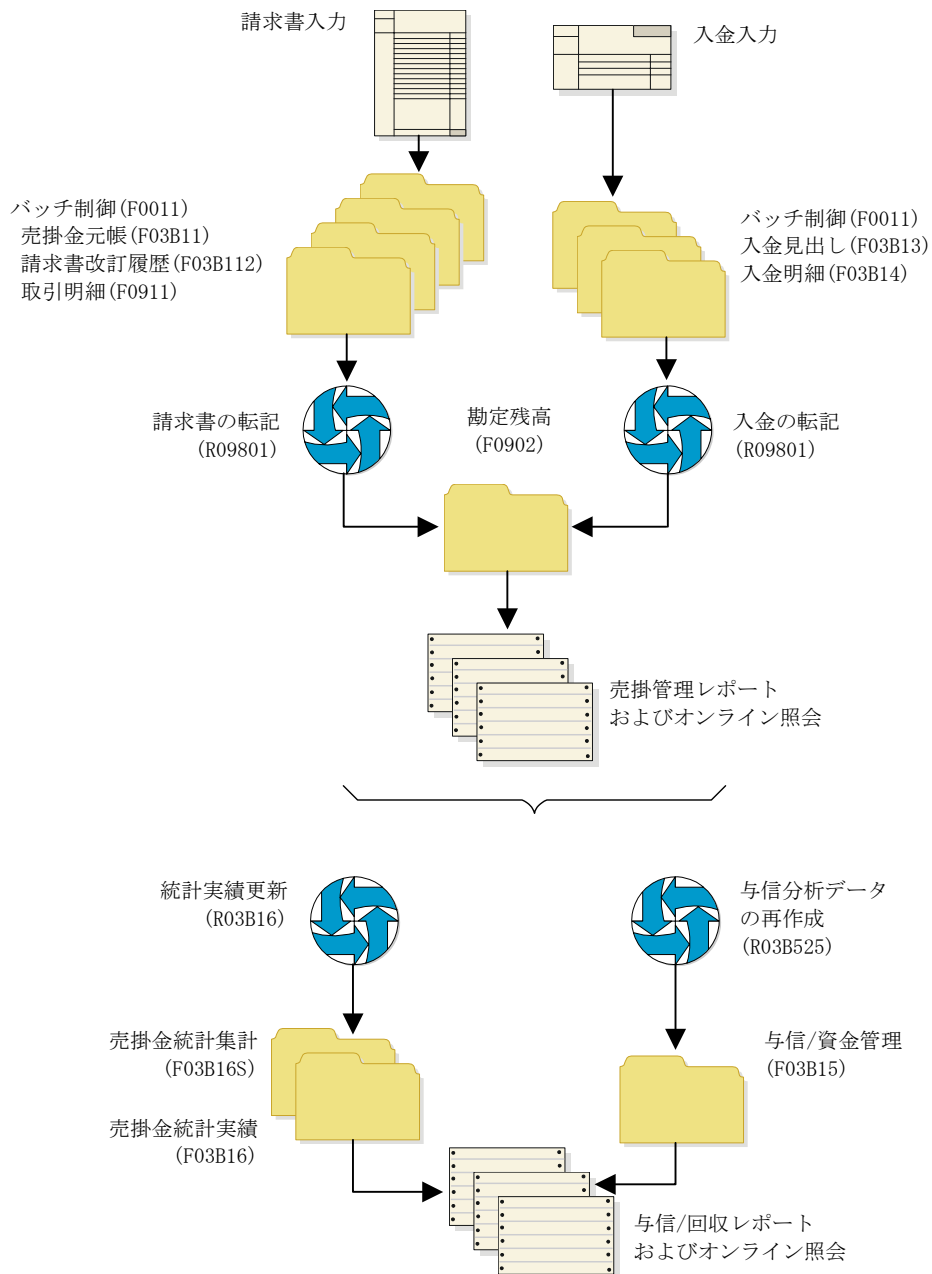 請求書入力
入金入力
バッチ制御(F0011)
売掛金元帳(F03B11)
請求書改訂履歴(F03B112)
取引明細(F0911)
バッチ制御(F0011)
入金見出し(F03B13)
入金明細(F03B14)
請求書の転記
(R09801)
勘定残高
(F0902)
入金の転記
(R09801)
売掛管理レポート
およびオンライン照会
統計実績更新
(R03B16)
与信分析データ
の再作成
(R03B525)
売掛金統計集計
(F03B16S)
売掛金統計実績
(F03B16)
与信/資金管理
(F03B15)
与信/回収レポート
およびオンライン照会